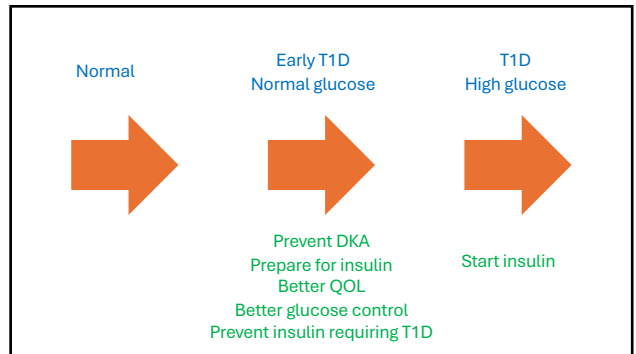 Normal
Early T1D
Normal glucose
T1D
High glucose
Prevent DKA
Prepare for insulin
Better QOL
Better glucose control
Prevent insulin requiring T1D
Start insulin